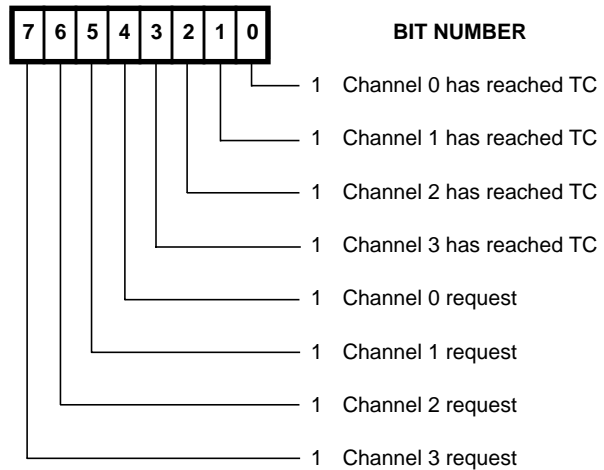 7 6 5 4 3 2 1 0 BIT NUMBER
1 Channel 0 has reached TC
1 Channel 1 has reached TC
1 Channel 2 has reached TC
1 Channel 3 has reached TC
1 Channel 0 request
1 Channel 1 request
1 Channel 2 request
1 Channel 3 request